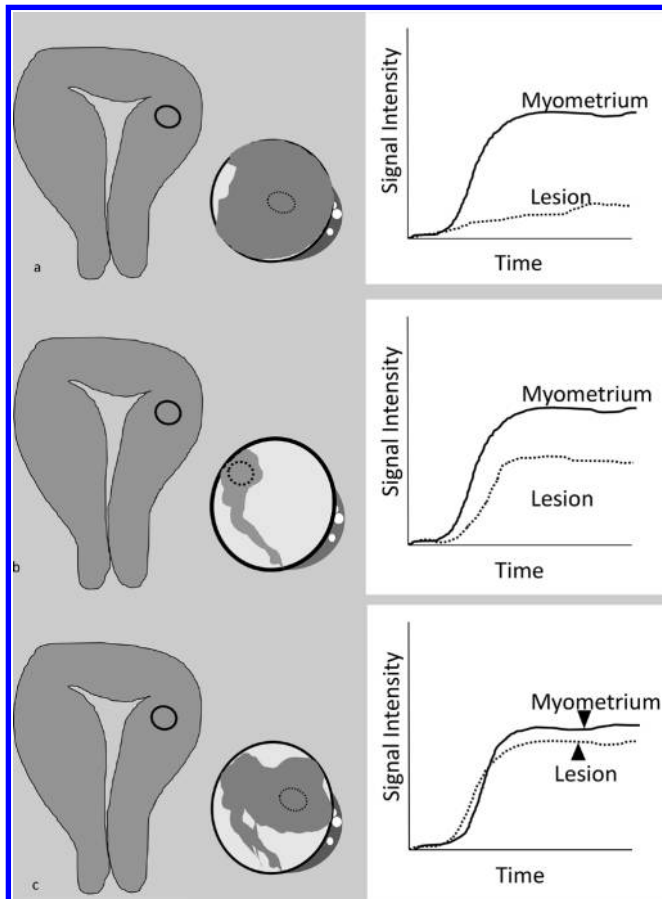 Signal Intensity
Myometrium
Lesion
Time
a
Signal Intensity
Myometrium
Lesion
Time
b
Signal Intensity
Myometrium
Lesion
Time
c